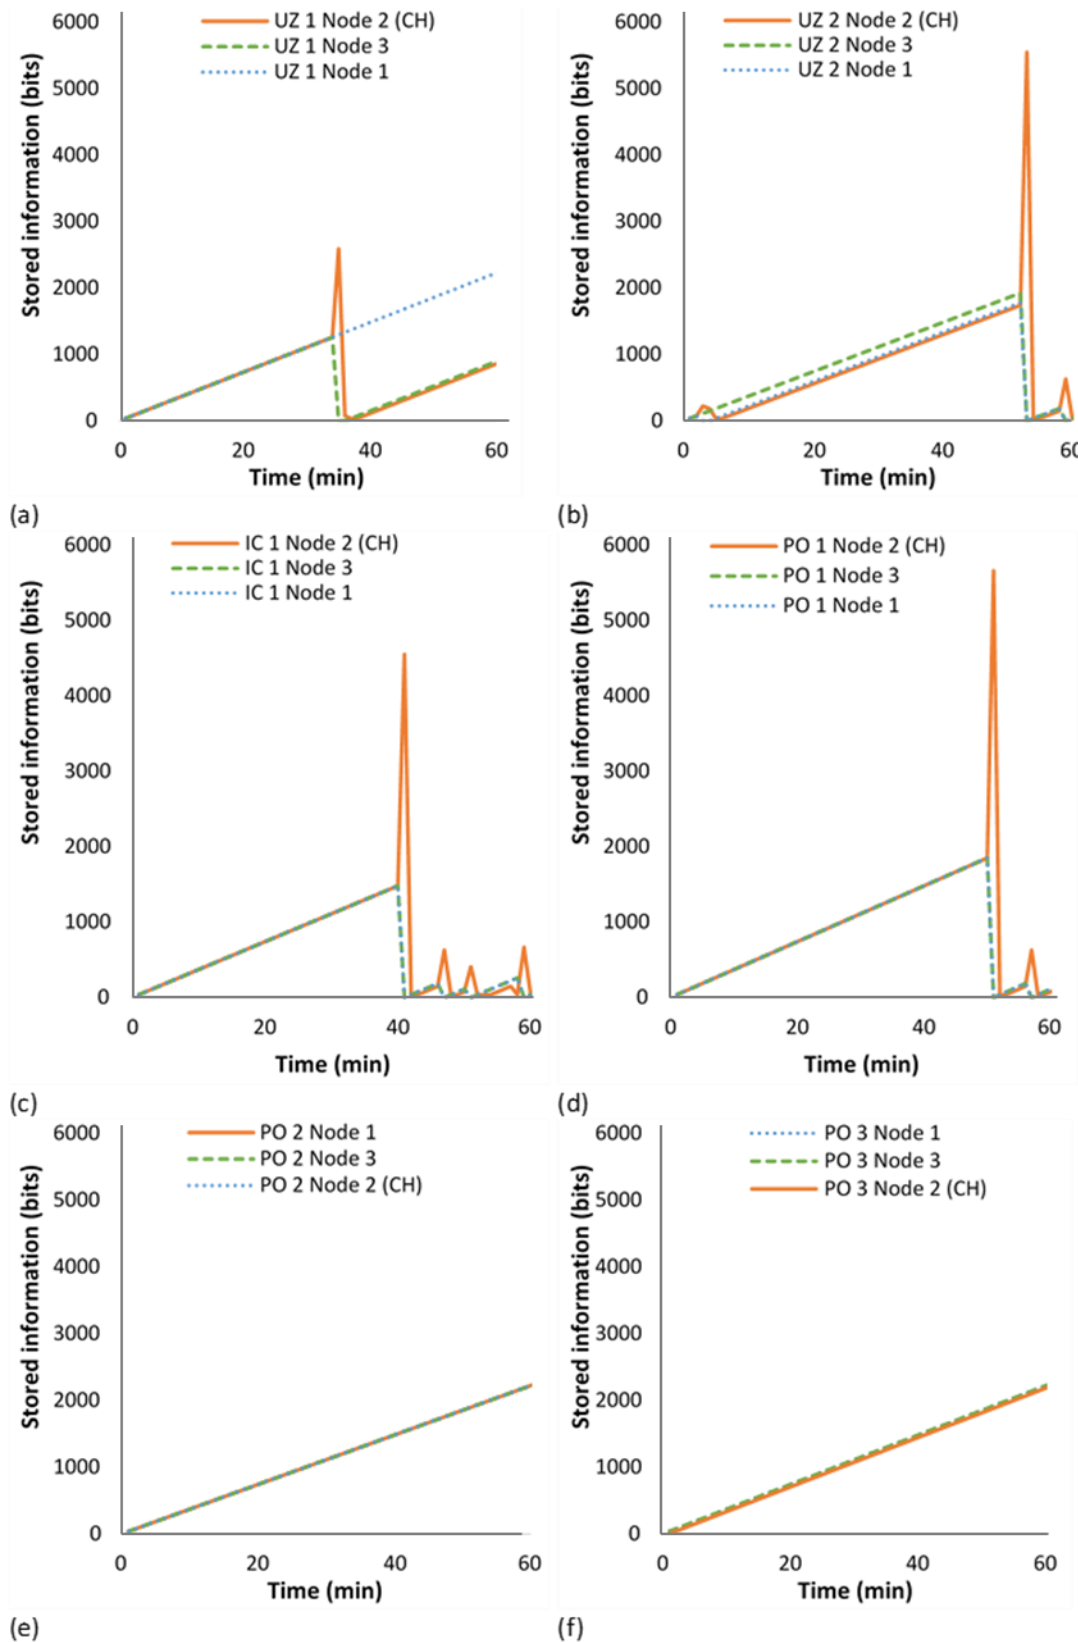 Stored information (bits)
6000
5000
4000
3000
2000
1000
0
UZ 1 Node 2 (CH)
UZ 1 Node 3
UZ 1 Node 1
0 20 40 60
Time (min)
(a)
Stored information (bits)
6000
5000
4000
3000
2000
1000
0
UZ 2 Node 2 (CH)
UZ 2 Node 3
UZ 2 Node 1
0 20 40 60
Time (min)
(b)
Stored information (bits)
6000
5000
4000
3000
2000
1000
0
IC 1 Node 2 (CH)
IC 1 Node 3
IC 1 Node 1
0 20 40 60
Time (min)
(c)
Stored information (bits)
6000
5000
4000
3000
2000
1000
0
PO 1 Node 2 (CH)
PO 1 Node 3
PO 1 Node 1
0 20 40 60
Time (min)
(d)
Stored information (bits)
6000
5000
4000
3000
2000
1000
0
PO 2 Node 1
PO 2 Node 3
PO 2 Node 2 (CH)
0 20 40 60
Time (min)
(e)
Stored information (bits)
6000
5000
4000
3000
2000
1000
0
PO 3 Node 1
PO 3 Node 3
PO 3 Node 2 (CH)
0 20 40 60
Time (min)
(f)